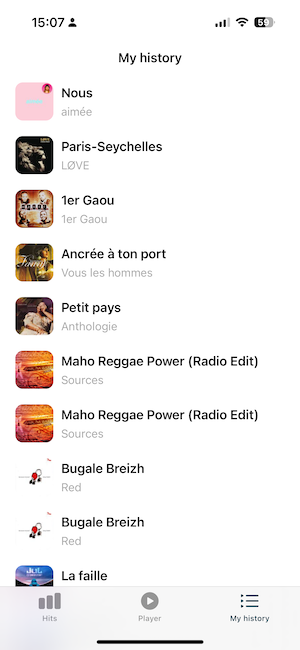 15:07
59
My history
Nous
aimée
Paris-Seychelles
LØVE
1er Gaou
1er Gaou
Ancrée à ton port
Vous les hommes
Petit pays
Anthologie
Maho Reggae Power (Radio Edit)
Sources
Maho Reggae Power (Radio Edit)
Sources
Bugale Breizh
Red
Bugale Breizh
Red
JUL
La faille
Hits
Player
My history